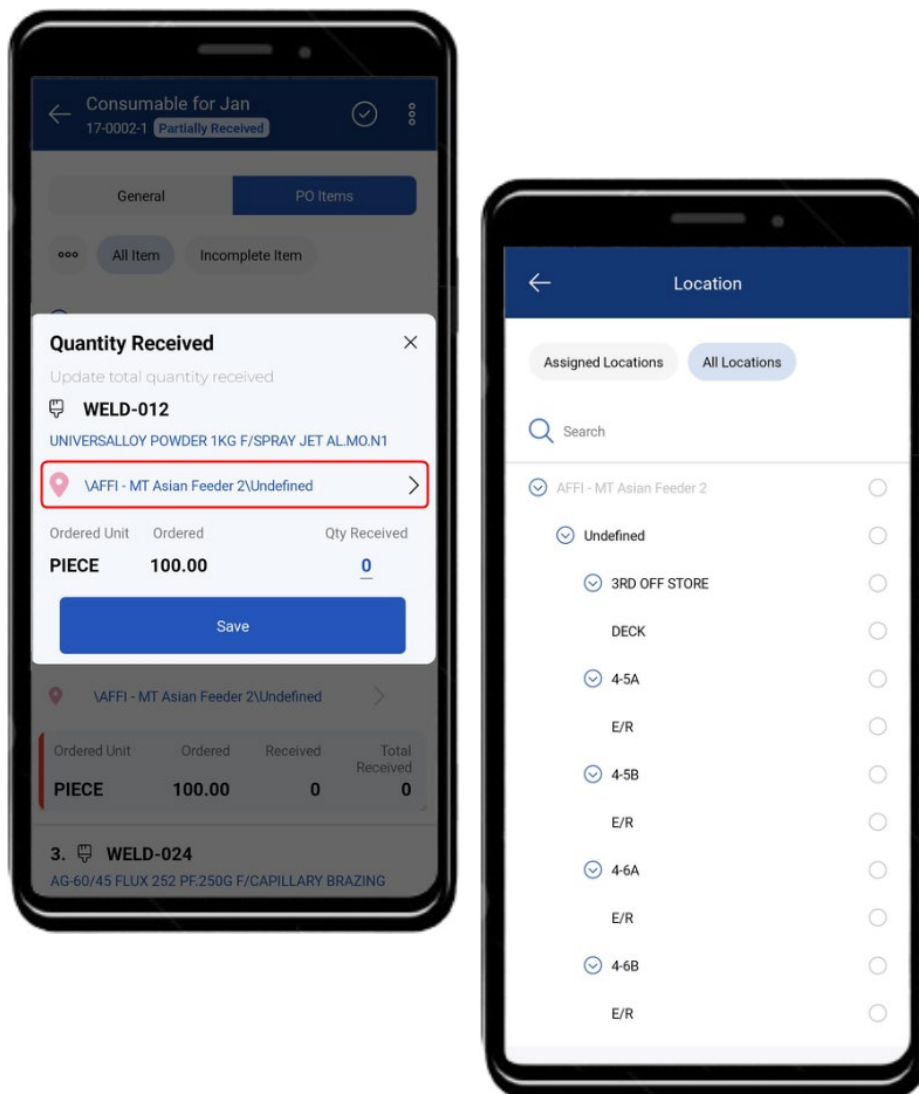 Consumable for Jan
17-0002-1 Partially Received
General PO Items
All Item Incomplete Item
Quantity Received
Update total quantity received
WELD-012
UNIVERSALLOY POWDER 1KG F/SPRAY JET AL.MO.N1
\AFFI - MT Asian Feeder 2\Undefined
Ordered Unit Ordered Qty Received
PIECE 100.00 0
Save
\AFFI - MT Asian Feeder 2\Undefined
Ordered Unit Ordered Received Total Received
PIECE 100.00 0 0
3. WELD-024
AG-60/45 FLUX 252 PF.250G F/CAPILLARY BRAZING
Location
Assigned Locations All Locations
Search
AFFI - MT Asian Feeder 2
Undefined
3RD OFF STORE
DECK
4-5A
E/R
4-5B
E/R
4-6A
E/R
4-6B
E/R